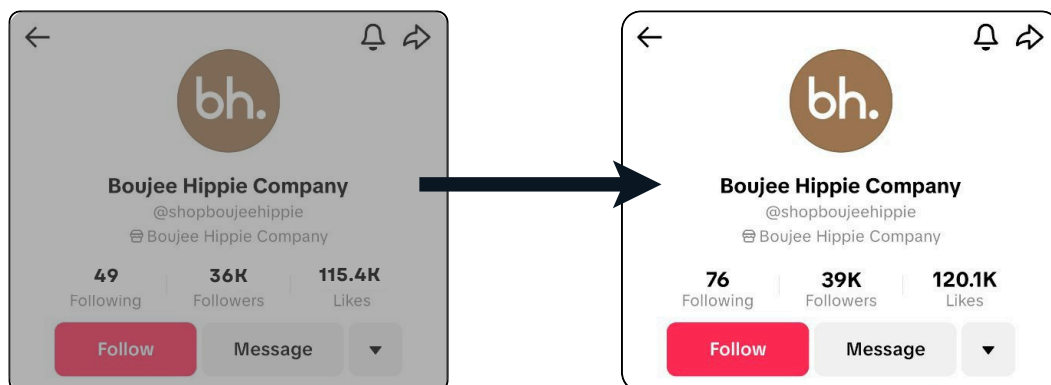 bh.
Boujee Hippie Company
@shopboujeehippie
Boujee Hippie Company
49 36K 115.4K
Following Followers Likes
Follow Message
bh.
Boujee Hippie Company
@shopboujeehippie
Boujee Hippie Company
76 39K 120.1K
Following Followers Likes
Follow Message